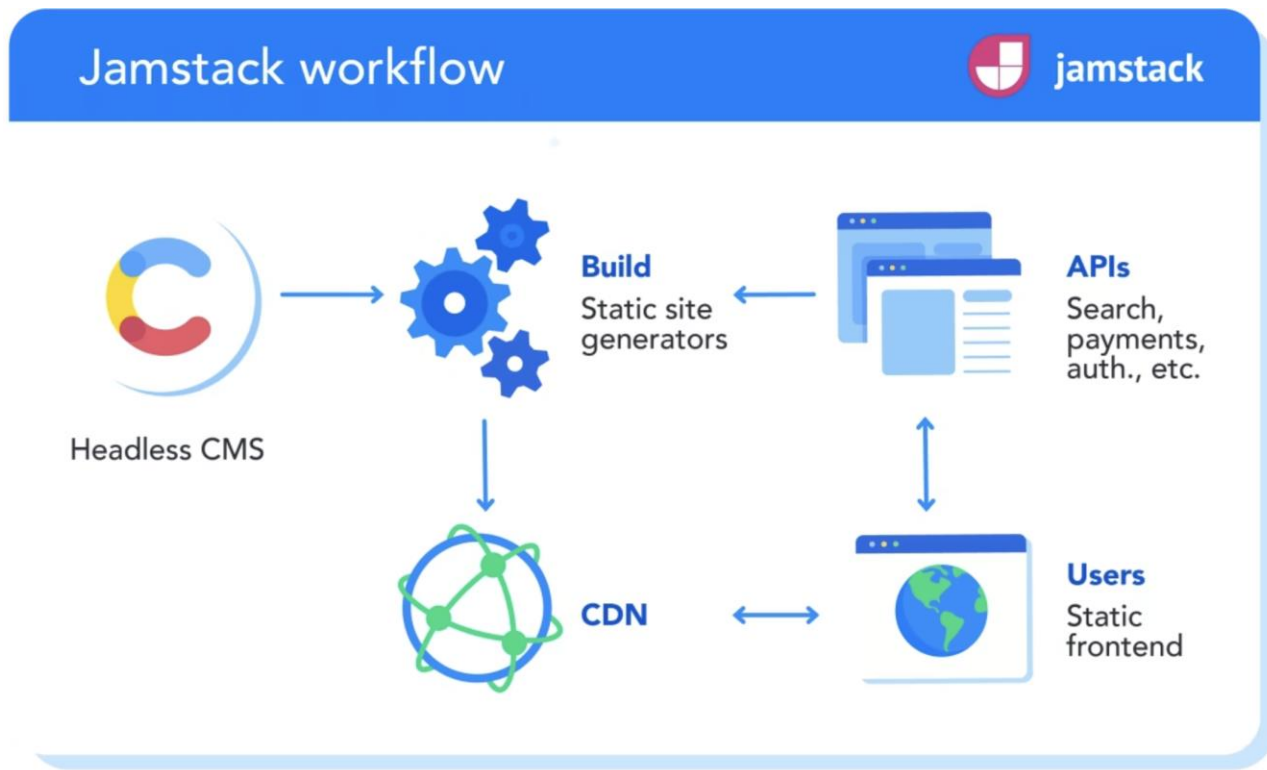 Jamstack workflow
jamstack
Build
Static site
generators
APIs
Search,
payments,
auth., etc.
Headless CMS
CDN
Users
Static
frontend